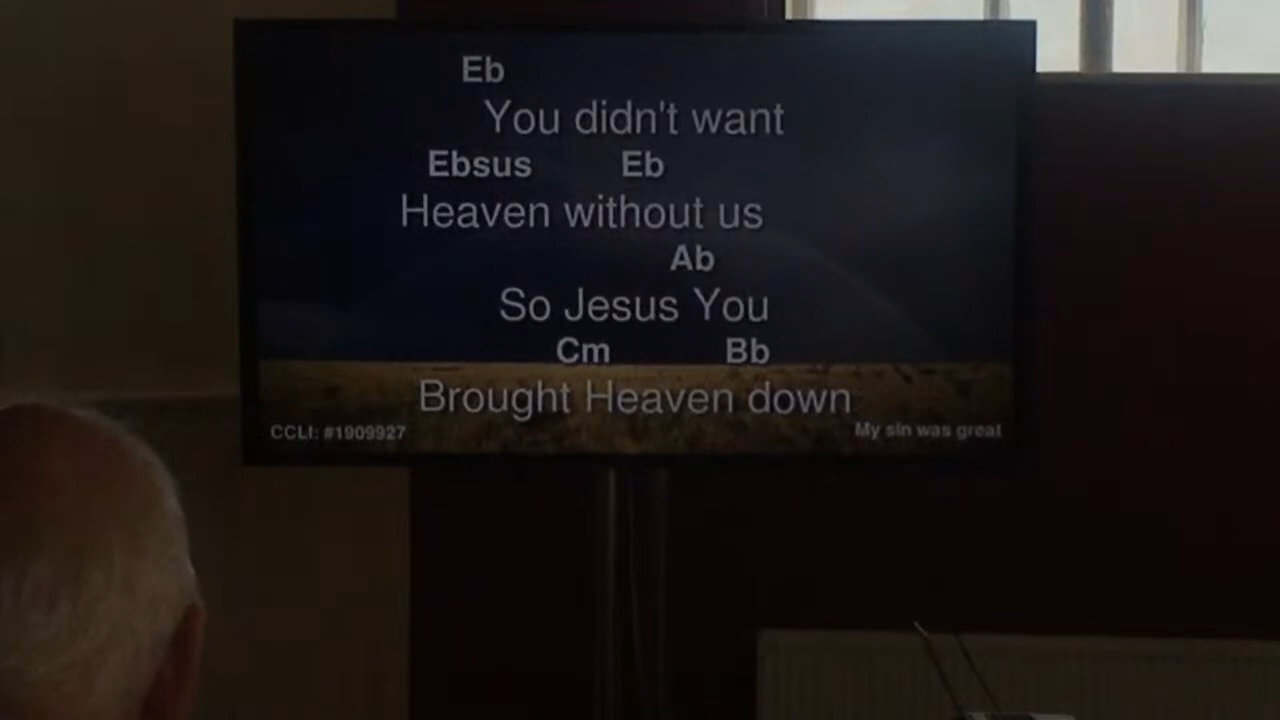 Eb
You didn't want
Ebsus Eb
Heaven without us
Ab
So Jesus You
Cm Bb
Brought Heaven down
CCLI: #1909927
My sin was great